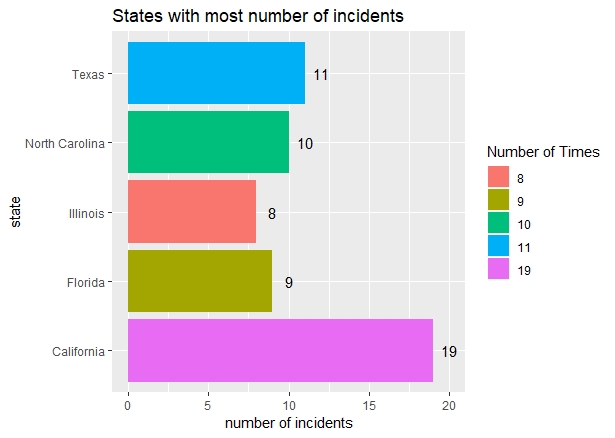 States with most number of incidents
Texas
11
North Carolina
10
Illinois
8
Florida
9
California
19
state
0 5 10 15 20
number of incidents
Number of Times
8
9
10
11
19